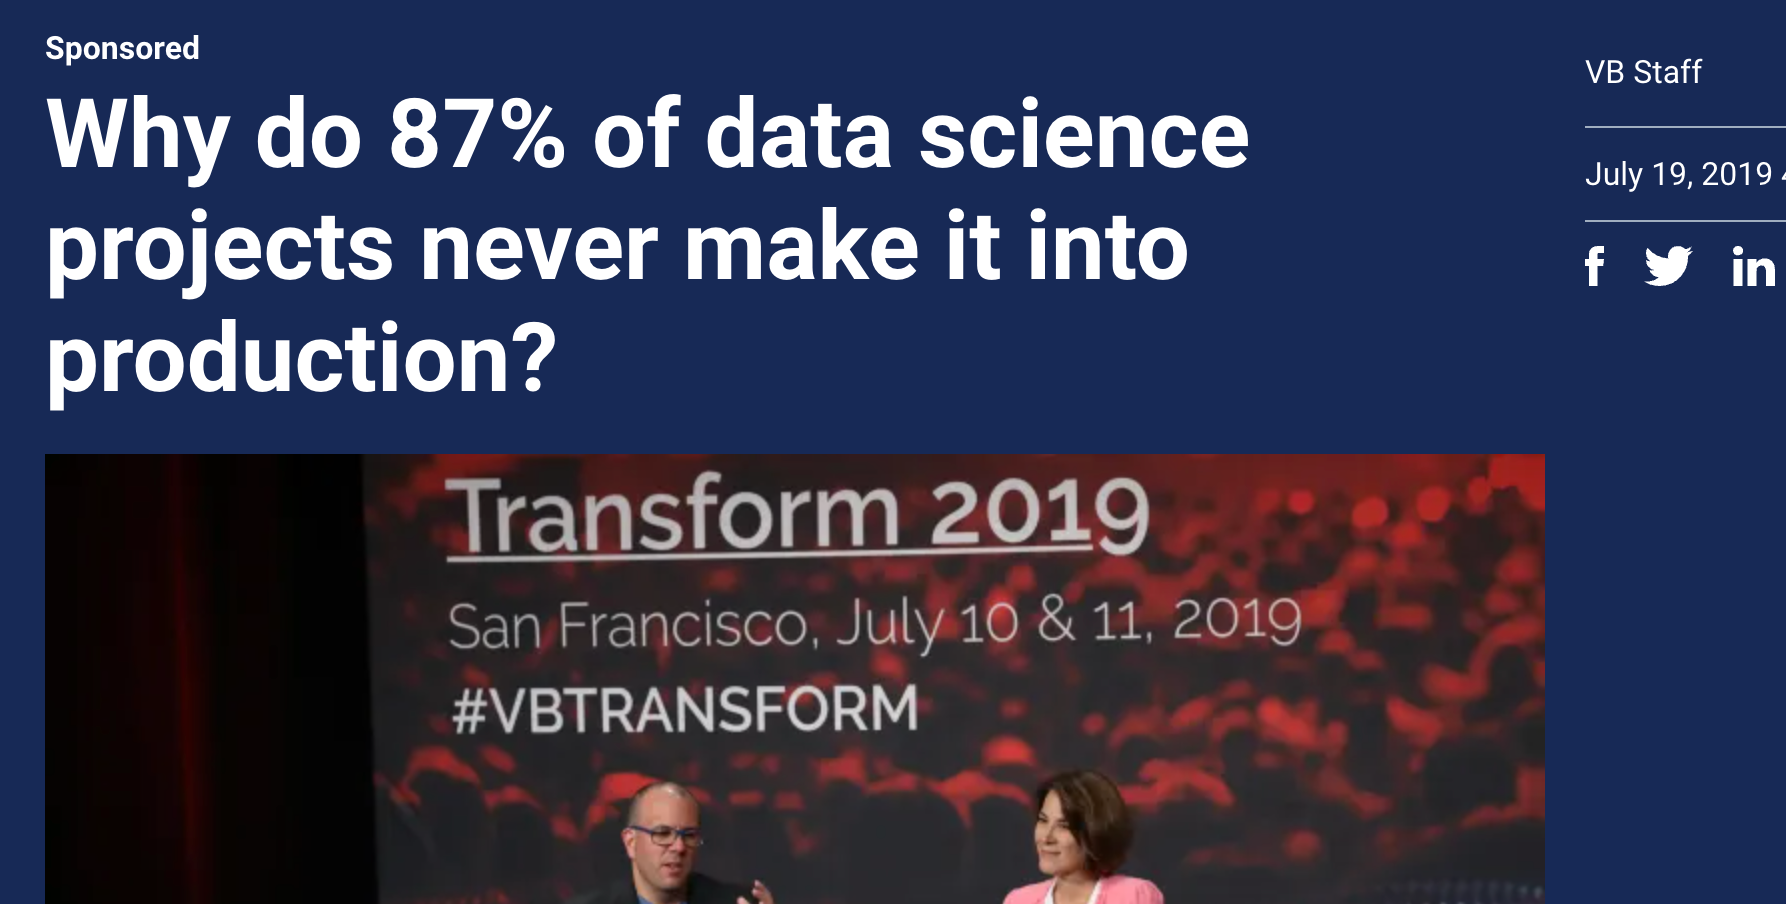 Sponsored
Why do 87% of data science
projects never make it into
production?
VB Staff
July 19, 2019
Transform 2019
San Francisco, July 10 & 11, 2019
#VBTRANSFORM